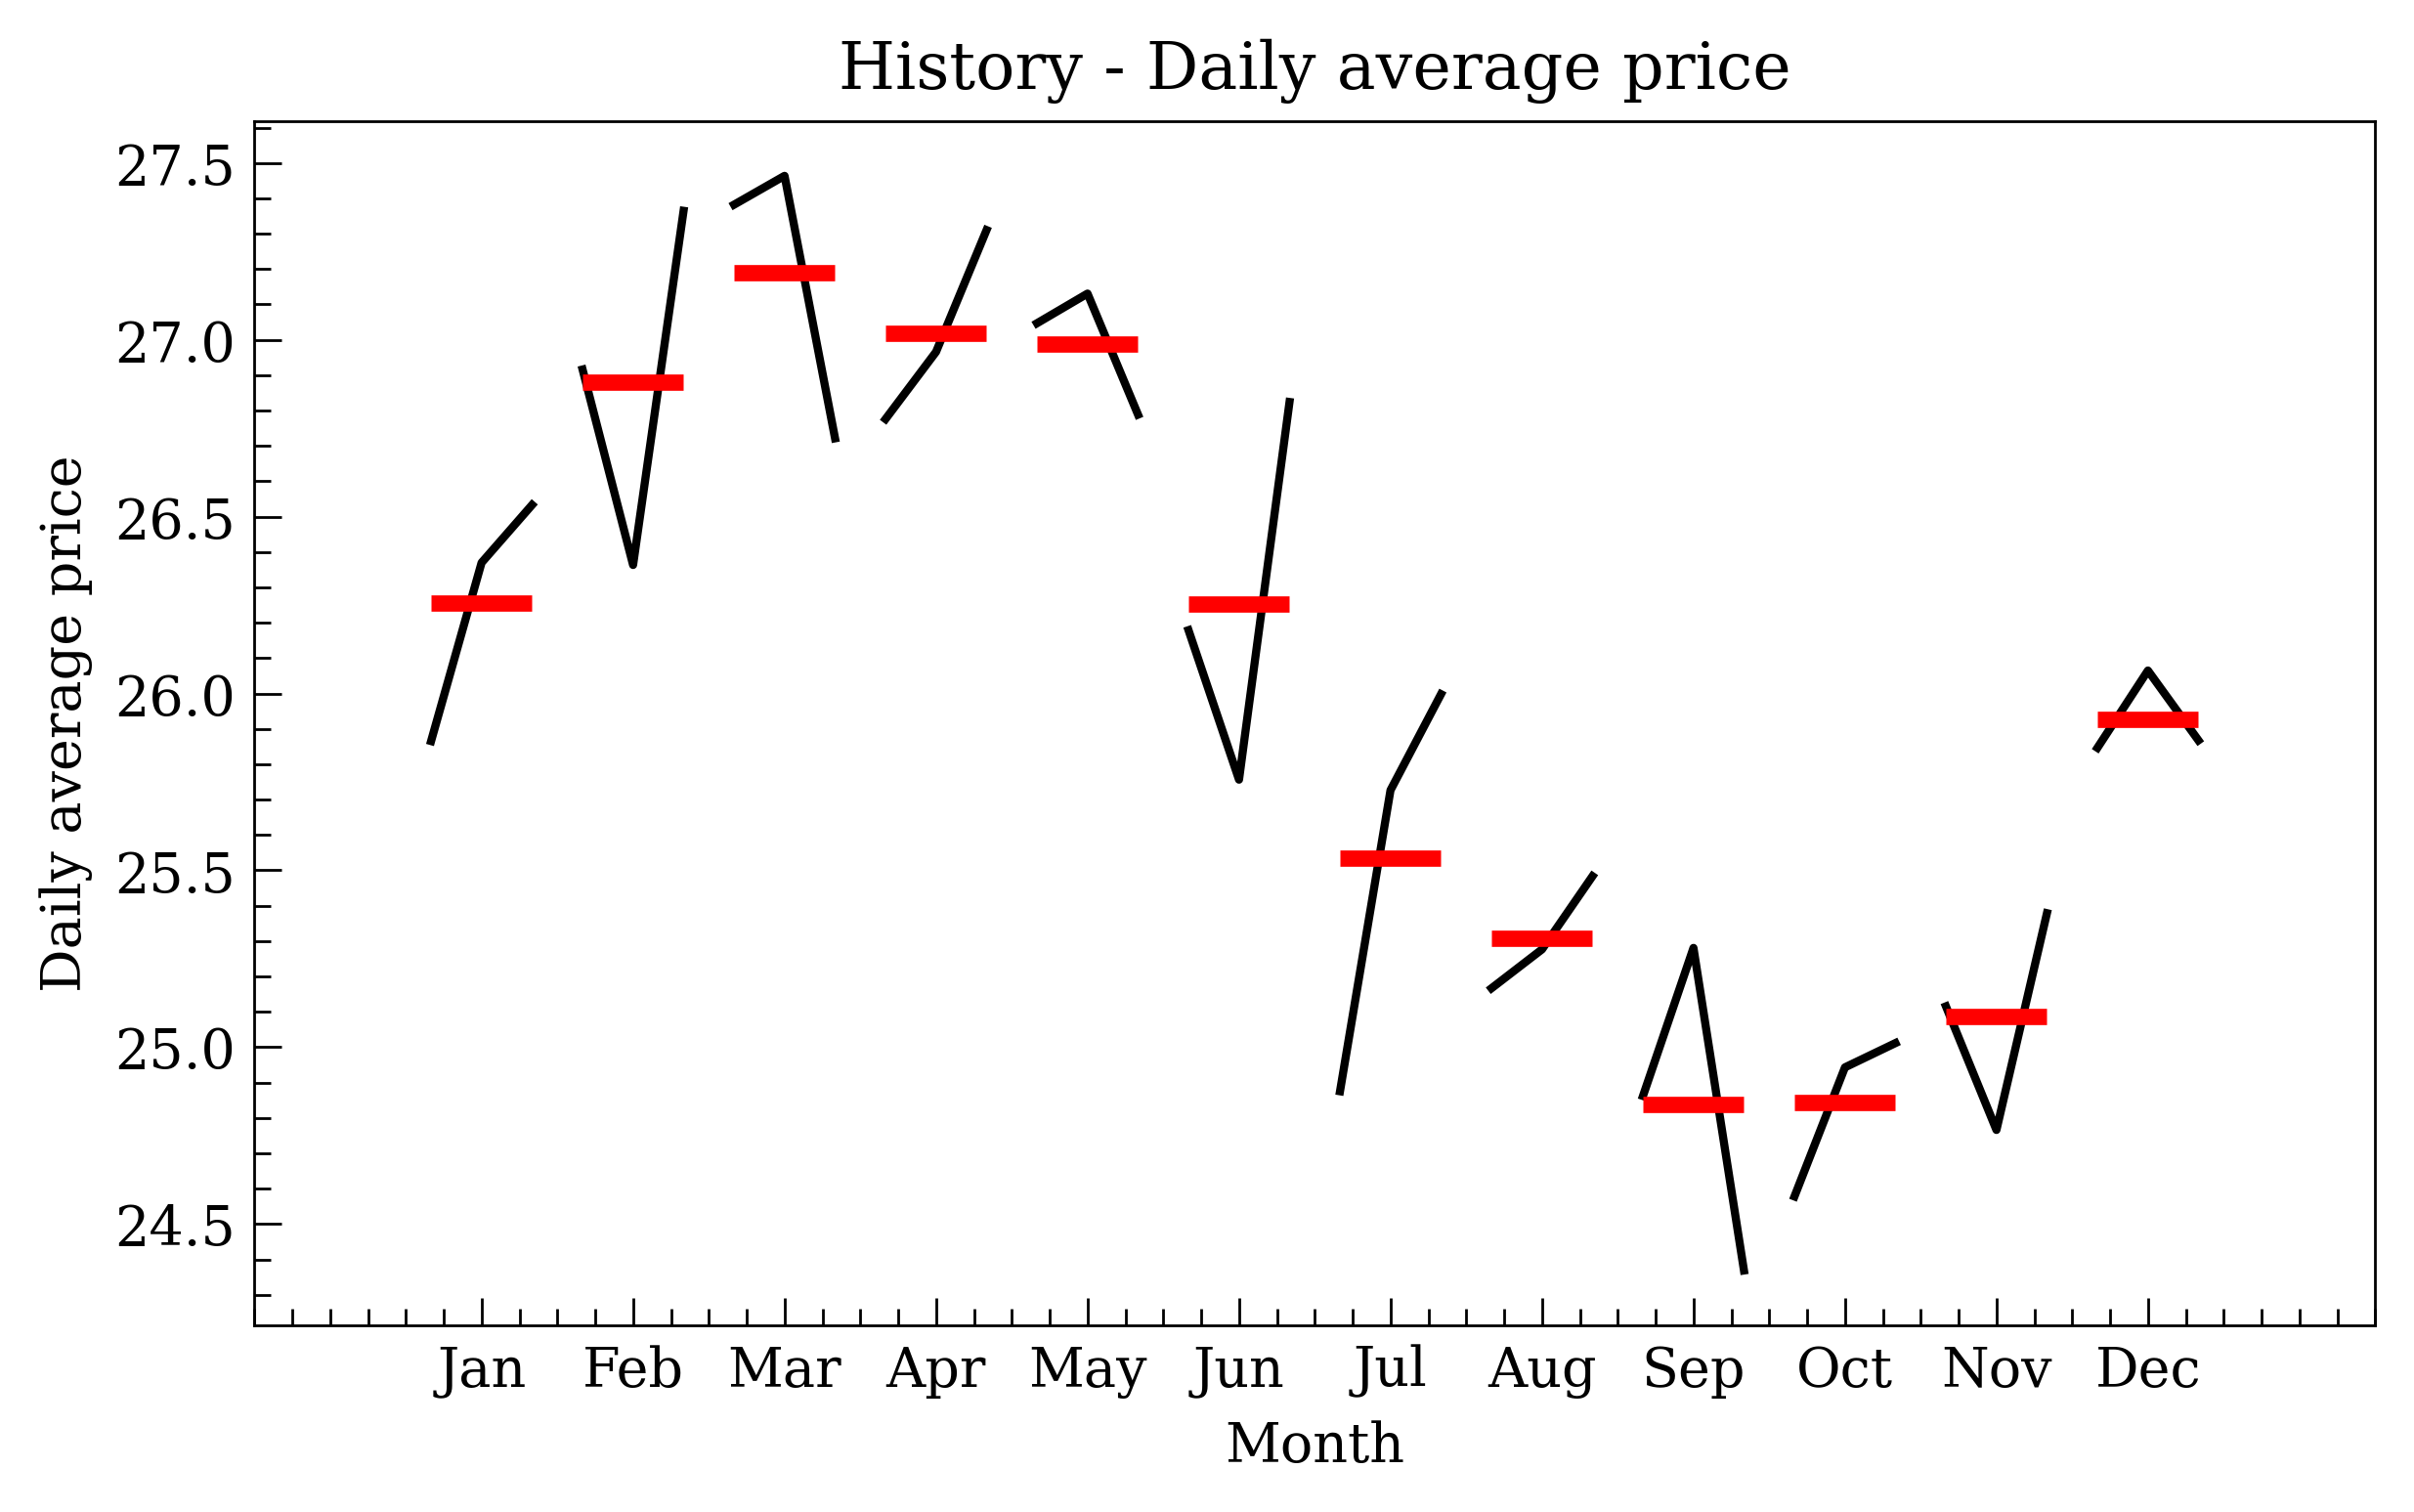 History - Daily average price
Daily average price
27.5
27.0
26.5
26.0
25.5
25.0
24.5
Jan Feb Mar Apr May Jun Jul Aug Sep Oct Nov Dec
Month